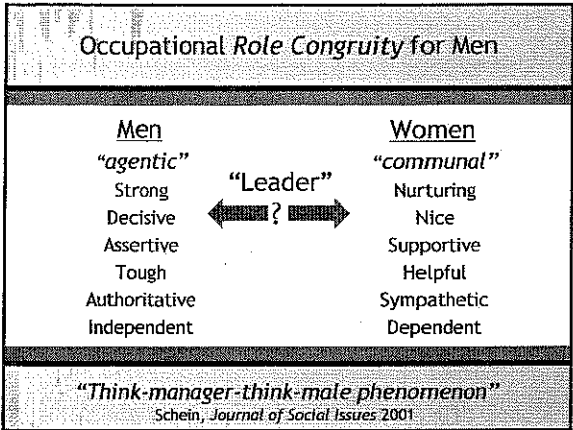 Occupational Role Congruity for Men
Men
"agentic"
Strong
Decisive
Assertive
Tough
Authoritative
Independent
"Leader"
?
Women
"communal"
Nurturing
Nice
Supportive
Helpful
Sympathetic
Dependent
"Think-manager-think-male phenomenon"
Schein, Journal of Social Issues 2001